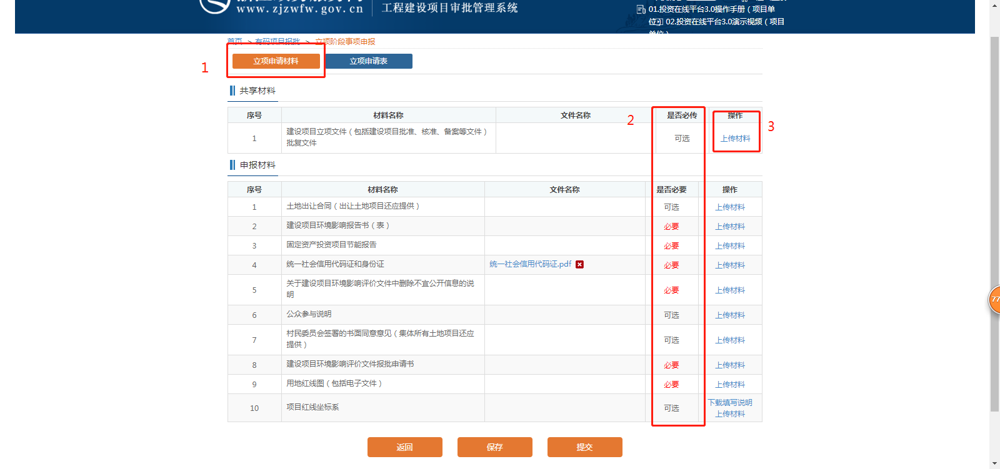 www.zjzwfw.gov.cn
工程建设项目审批管理系统
01.投资在线平台3.0操作手册（项目单
位） 02.投资在线平台3.0演示视频（项目
单位）
首页 > 有码项目报批 > 立项阶段事项申报
1
立项申请材料 立项申请表
共享材料
序号 材料名称 文件名称 2 是否必传 操作 3
1 建设项目立项文件（包括建设项目批准、核准、备案等文件） 可选 上传材料
批复文件
申报材料
序号 材料名称 文件名称 是否必要 操作
1 土地出让合同（出让土地项目还应提供） 可选 上传材料
2 建设项目环境影响报告书（表） 必要 上传材料
3 固定资产投资项目节能报告 必要 上传材料
4 统一社会信用代码证和身份证 统一社会信用代码证.pdf 必要 上传材料
5 关于建设项目环境影响评价文件中删除不宜公开信息的说 必要 上传材料
明
6 公众参与说明 可选 上传材料
7 村民委员会签署的书面同意意见（集体所有土地项目还应 可选 上传材料
提供）
8 建设项目环境影响评价文件报批申请书 必要 上传材料
9 用地红线图（包括电子文件） 必要 上传材料
10 项目红线坐标系 可选 下载填写说明
上传材料
77
返回 保存 提交